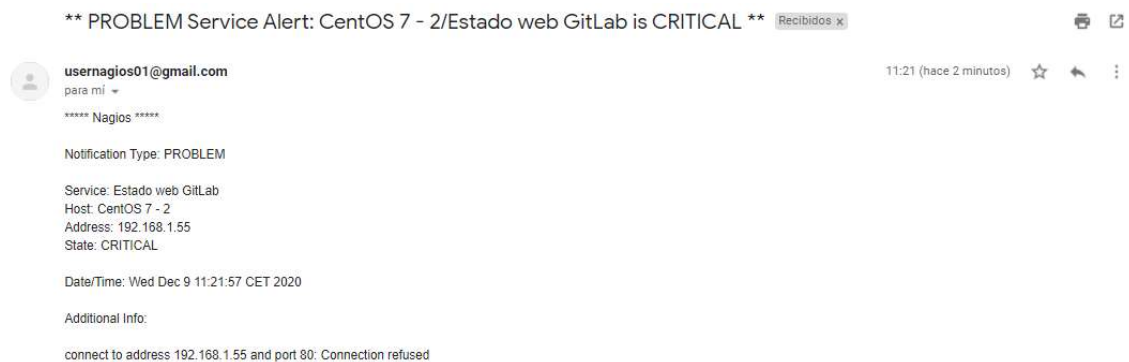 ** PROBLEM Service Alert: CentOS 7 - 2/Estado web GitLab is CRITICAL ** Recibidos x
usernagios01@gmail.com 11:21 (hace 2 minutos)
para mí
***** Nagios *****
Notification Type: PROBLEM
Service: Estado web GitLab
Host: CentOS 7 - 2
Address: 192.168.1.55
State: CRITICAL
Date/Time: Wed Dec 9 11:21:57 CET 2020
Additional Info:
connect to address 192.168.1.55 and port 80: Connection refused